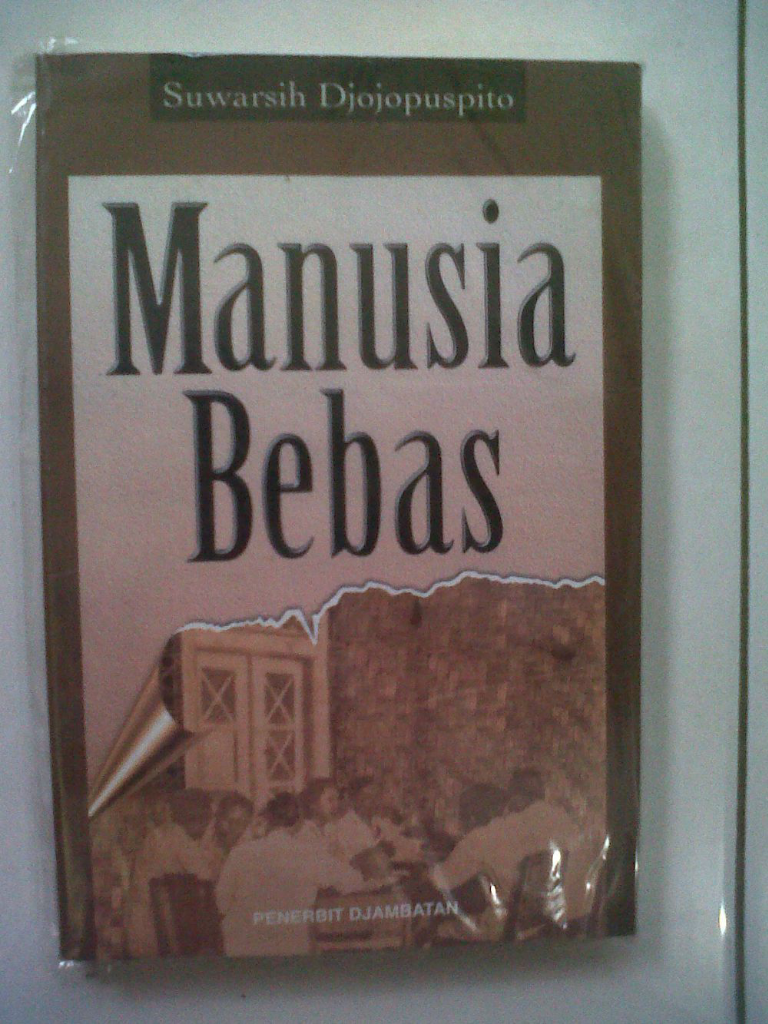 Suwarsih Djojopuspito
Manusia
Bebas
PENERBIT DJAMBATAN